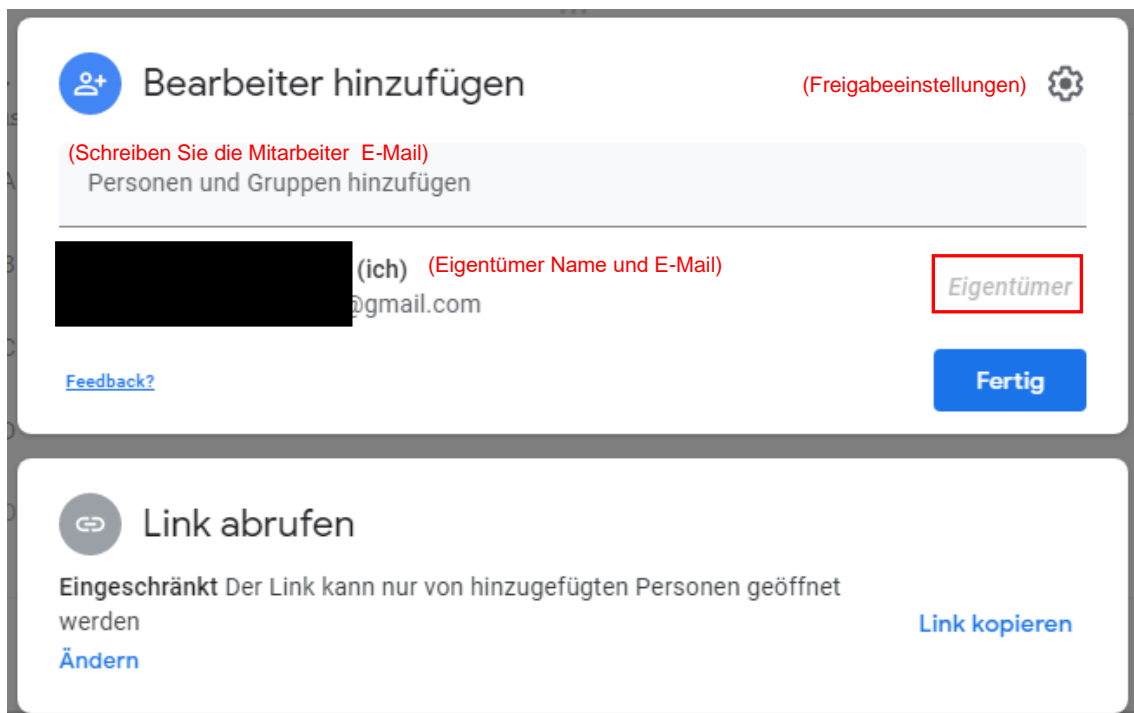 Bearbeiter hinzufügen
(Freigabeeinstellungen)
(Schreiben Sie die Mitarbeiter E-Mail)
Personen und Gruppen hinzufügen
(ich) (Eigentümer Name und E-Mail)
@gmail.com
Eigentümer
Feedback?
Fertig
Link abrufen
Eingeschränkt Der Link kann nur von hinzugefügten Personen geöffnet
werden
Link kopieren
Ändern